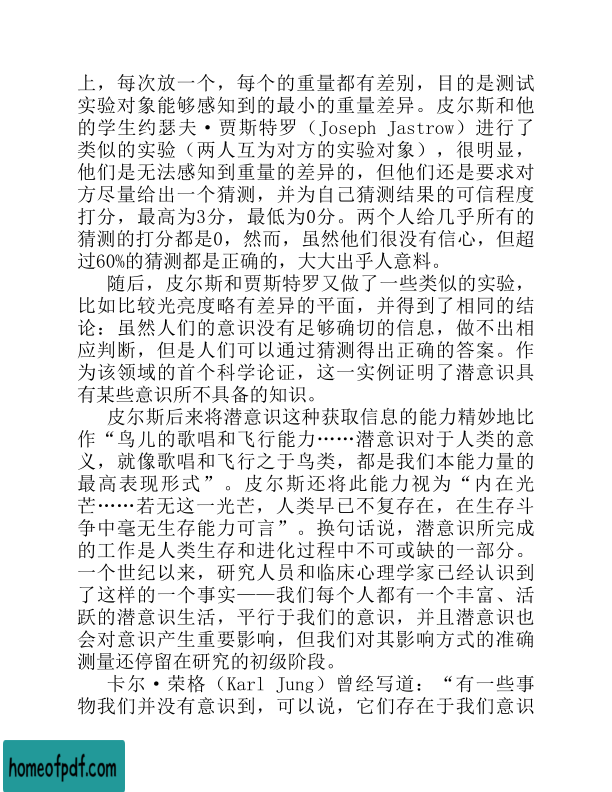 上，每次放一个，每个的重量都有差别，目的是测试
实验对象能够感知到的最小的重量差异。皮尔斯和他
的学生约瑟夫·贾斯特罗（Joseph Jastrow）进行了
类似的实验（两人互为对方的实验对象），很明显，
他们是无法感知到重量的差异的，但他们还是要求对
方尽量给出一个猜测，并为自己猜测结果的可信程度
打分，最高为3分，最低为0分。两个人给几乎所有的
猜测的打分都是0，然而，虽然他们很没有信心，但超
过60%的猜测都是正确的，大大出乎人意料。
随后，皮尔斯和贾斯特罗又做了一些类似的实验，
比如比较光亮度略有差异的平面，并得到了相同的结
论：虽然人们的意识没有足够确切的信息，做不出相
应判断，但是人们可以通过猜测得出正确的答案。作
为该领域的首个科学论证，这一实例证明了潜意识具
有某些意识所不具备的知识。
皮尔斯后来将潜意识这种获取信息的能力精妙地比
作“鸟儿的歌唱和飞行能力……潜意识对于人类的意
义，就像歌唱和飞行之于鸟类，都是我们本能力量的
最高表现形式”。皮尔斯还将此能力视为“内在光
芒……若无这一光芒，人类早已不复存在，在生存斗
争中毫无生存能力可言”。换句话说，潜意识所完成
的工作是人类生存和进化过程中不可或缺的一部分。
一个世纪以来，研究人员和临床心理学家已经认识到
了这样的一个事实——我们每个人都有一个丰富、活
跃的潜意识生活，平行于我们的意识，并且潜意识也
会对意识产生重要影响，但我们对其影响方式的准确
测量还停留在研究的初级阶段。
卡尔·荣格（Karl Jung）曾经写道：“有一些事
物我们并没有意识到，可以说，它们存在于我们意识
homeofpdf.com